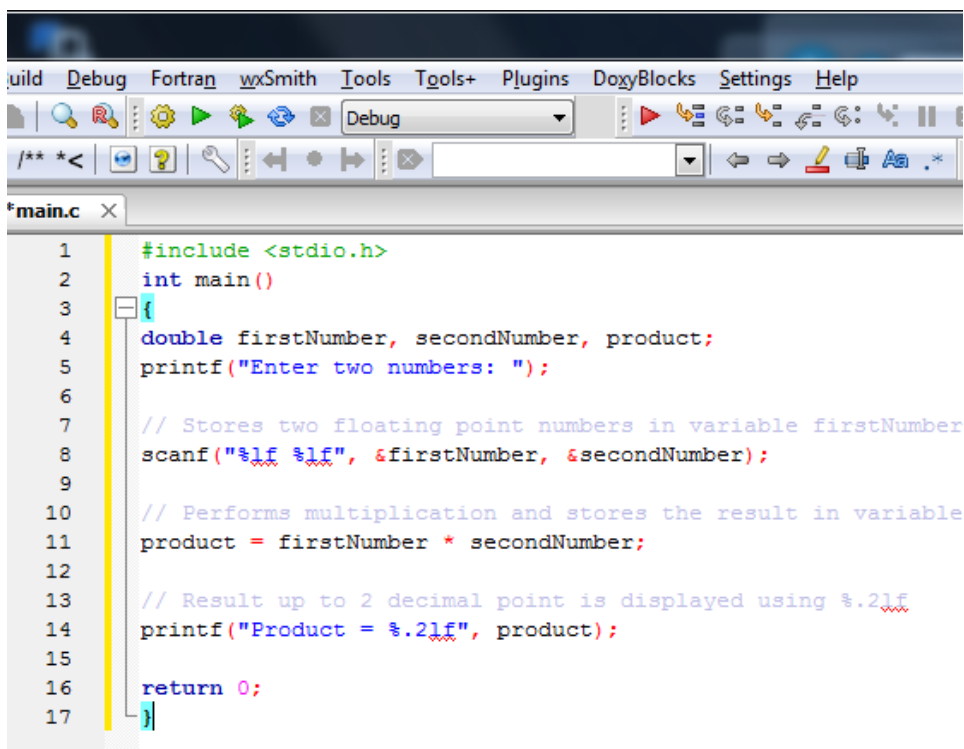 Debug Fortran wxSmith Tools Tools+ Plugins DoxyBlocks Settings Help
Debug
/** *<
*main.c
1 #include <stdio.h>
2 int main()
3 {
4 double firstNumber, secondNumber, product;
5 printf("Enter two numbers: ");
6
7 // Stores two floating point numbers in variable firstNumber
8 scanf("%lf %lf", &firstNumber, &secondNumber);
9
10 // Performs multiplication and stores the result in variable
11 product = firstNumber * secondNumber;
12
13 // Result up to 2 decimal point is displayed using %.2lf
14 printf("Product = %.2lf", product);
15
16 return 0;
17 }